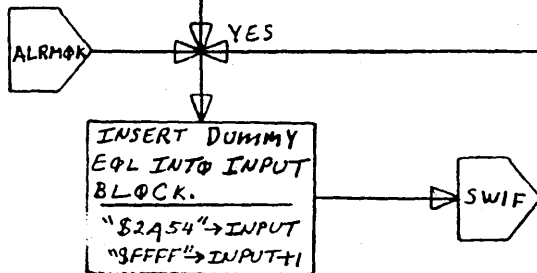 YES
ALRMØK
INSERT DUMMY
EØL INTØ INPUT
BLØCK.
"$2A54"→INPUT
"$FFFF"→INPUT+1
SWIF